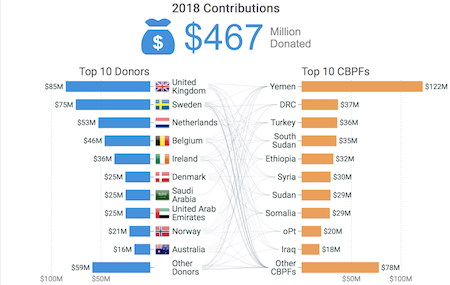 2018 Contributions
$
$467 Million
Donated
Top 10 Donors
$85M United
Kingdom
$75M Sweden
$53M Netherlands
$46M Belgium
$36M Ireland
$25M Denmark
$25M Saudi
Arabia
$25M United Arab
Emirates
$21M Norway
$16M Australia
$59M Other
Donors
$100M $50M
Top 10 CBPFs
Yemen $122M
DRC $37M
Turkey $36M
South
Sudan $35M
Ethiopia $32M
Syria $30M
Sudan $29M
Somalia $29M
oPt $20M
Iraq $18M
Other
CBPFs $78M
$50M $100M